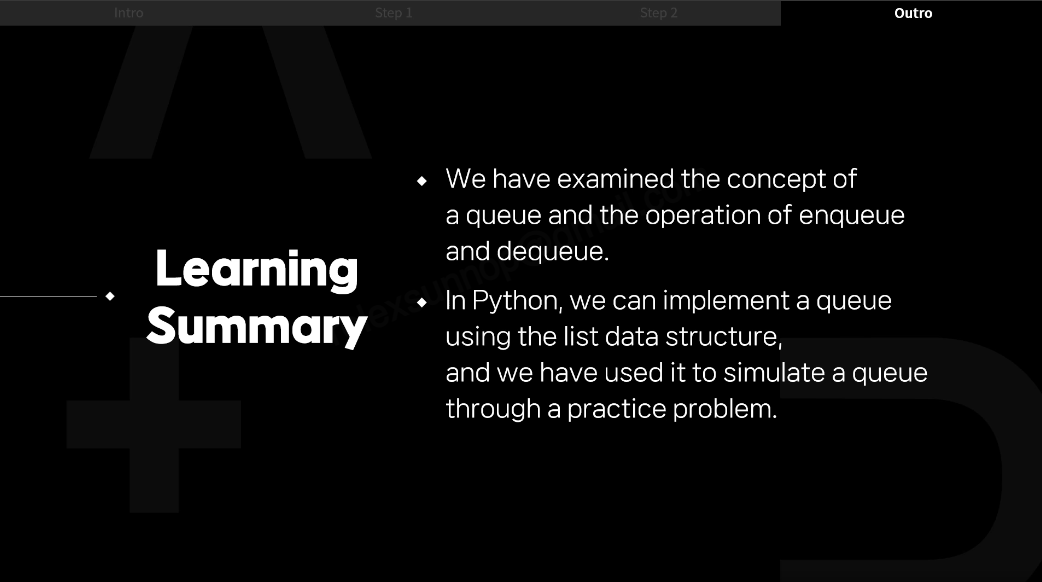 Intro
Step 1
Step 2
Outro
Learning
Summary
We have examined the concept of
a queue and the operation of enqueue
and dequeue.
In Python, we can implement a queue
using the list data structure,
and we have used it to simulate a queue
through a practice problem.